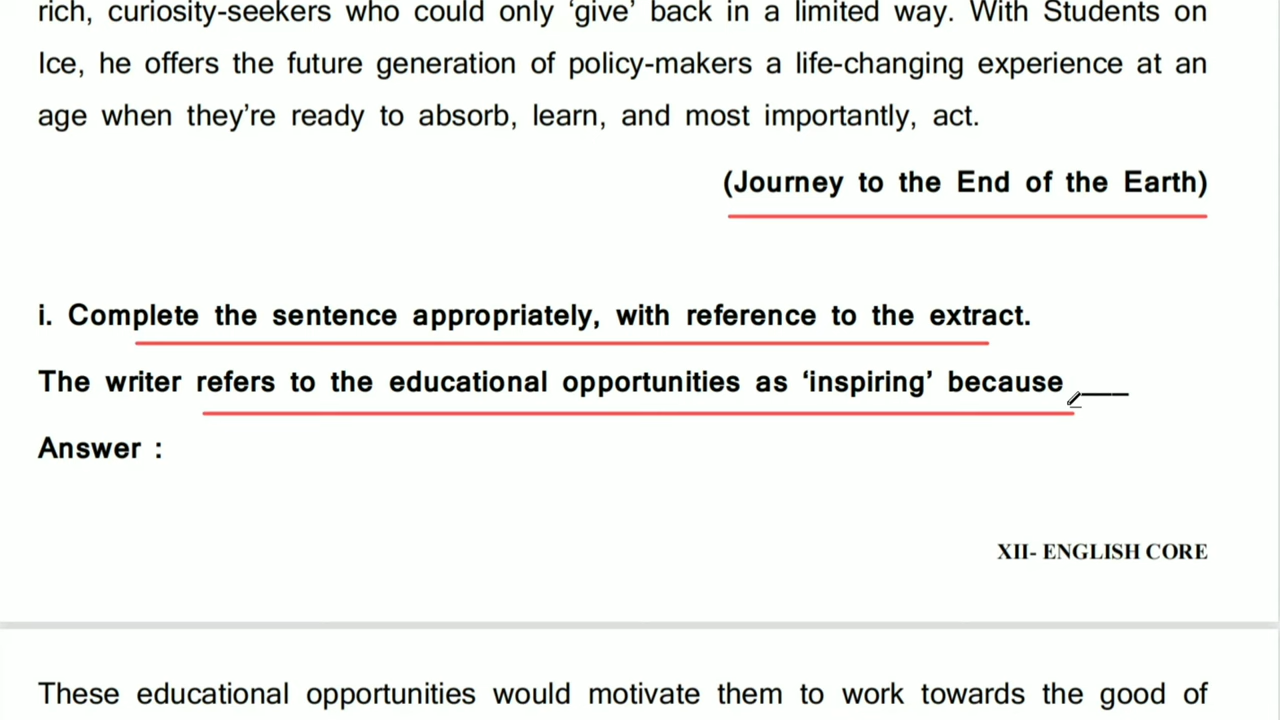 rich, curiosity-seekers who could only ‘give’ back in a limited way. With Students on
Ice, he offers the future generation of policy-makers a life-changing experience at an
age when they’re ready to absorb, learn, and most importantly, act.
(Journey to the End of the Earth)
i. Complete the sentence appropriately, with reference to the extract.
The writer refers to the educational opportunities as ‘inspiring’ because ____
Answer :
XII- ENGLISH CORE
These educational opportunities would motivate them to work towards the good of